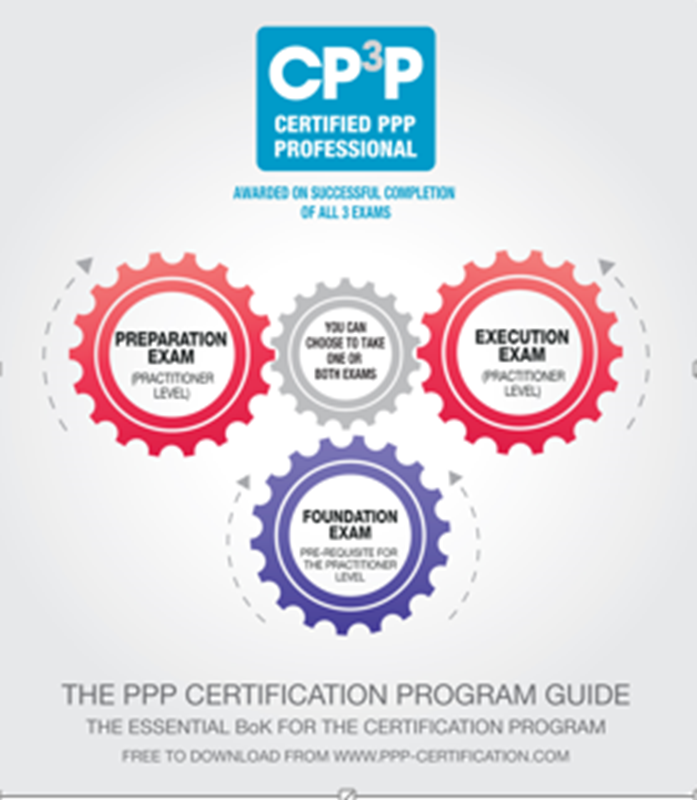 CP³P
CERTIFIED PPP
PROFESSIONAL
AWARDED ON SUCCESSFUL COMPLETION
OF ALL 3 EXAMS
PREPARATION
EXAM
(PRACTITIONER
LEVEL)
YOU CAN
CHOOSE TO TAKE
ONE OR
BOTH EXAMS
EXECUTION
EXAM
(PRACTITIONER
LEVEL)
FOUNDATION
EXAM
PRE-REQUISITE FOR
THE PRACTITIONER
LEVEL
THE PPP CERTIFICATION PROGRAM GUIDE
THE ESSENTIAL BoK FOR THE CERTIFICATION PROGRAM
FREE TO DOWNLOAD FROM WWW.PPP-CERTIFICATION.COM